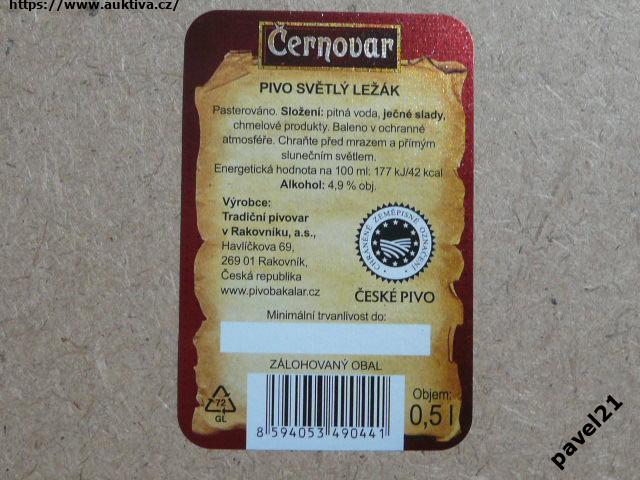 https://www.auktiva.cz/
Černovar
PIVO SVĚTLÝ LEŽÁK
Pasterováno. Složení: pitná voda, ječné slady,
chmelové produkty. Baleno v ochranné
atmosféře. Chraňte před mrazem a přímým
slunečním světlem.
Energetická hodnota na 100 ml: 177 kJ/42 kcal
Alkohol: 4,9 % obj.
Výrobce:
Tradiční pivovar
v Rakovníku, a.s.,
Havlíčkova 69,
269 01 Rakovník,
Česká republika
www.pivobakalar.cz
CHRÁNĚNÉ ZEMĚPISNÉ OZNAČENÍ
ČESKÉ PIVO
Minimální trvanlivost do:
ZÁLOHOVANÝ OBAL
72
GL
8 594053 490441
Objem:
0,5 l
pavel21